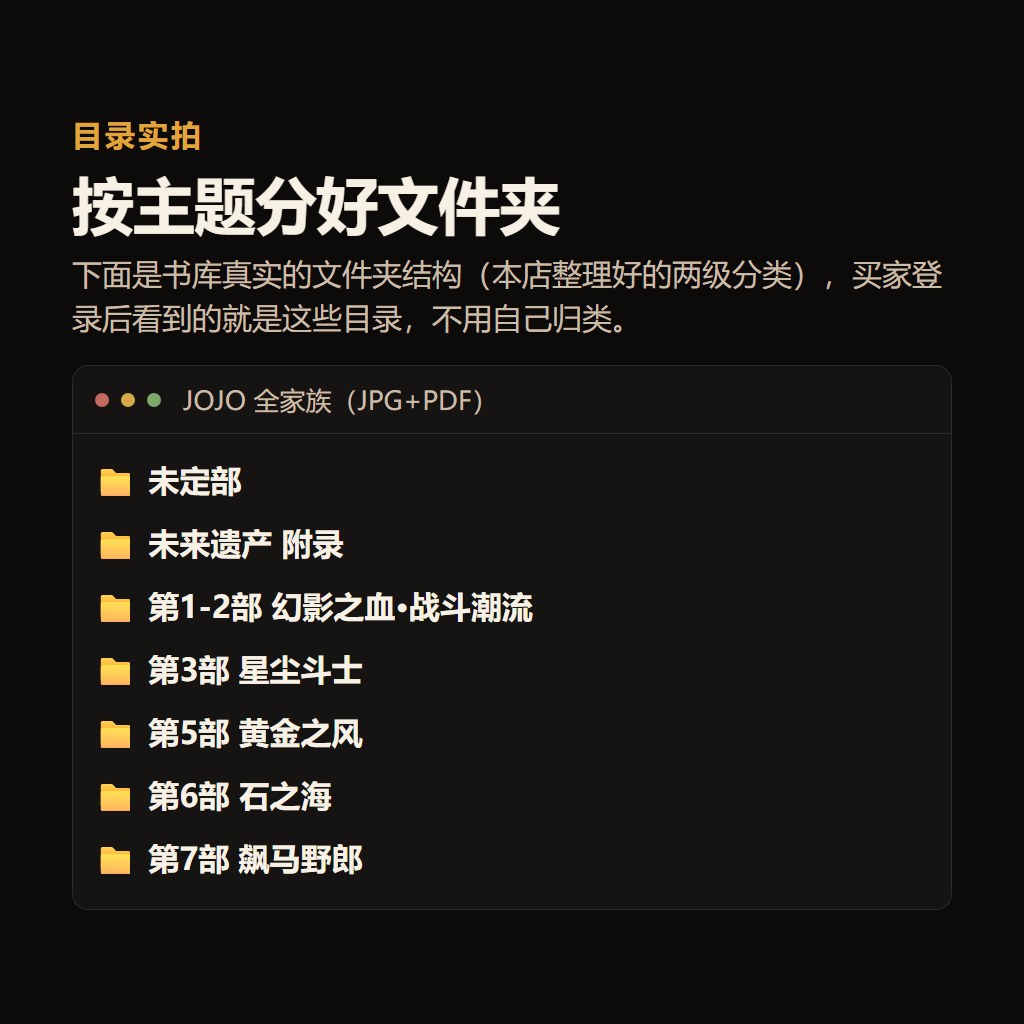 目录实拍
按主题分好文件夹
下面是书库真实的文件夹结构（本店整理好的两级分类），买家登
录后看到的就是这些目录，不用自己归类。
JOJO 全家族（JPG+PDF）
未定部
未来遗产 附录
第1-2部 幻影之血•战斗潮流
第3部 星尘斗士
第5部 黄金之风
第6部 石之海
第7部 飙马野郎